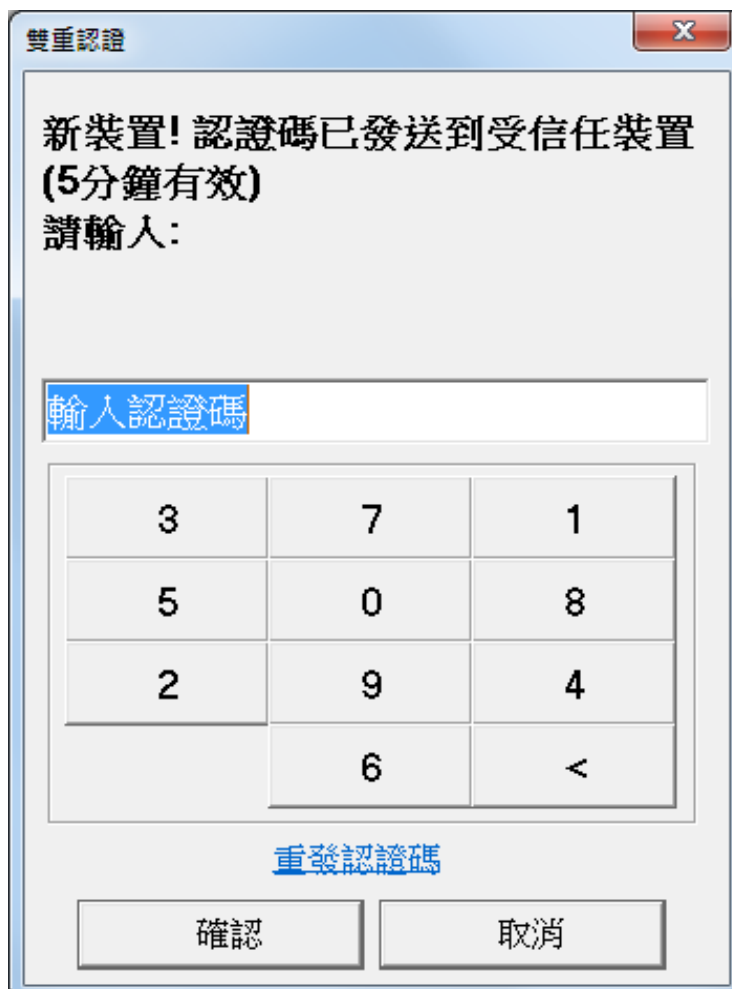 雙重認證
新裝置! 認證碼已發送到受信任裝置
(5分鐘有效)
請輸入:
輸入認證碼
3 7 1
5 0 8
2 9 4
6 <
重發認證碼
確認 取消